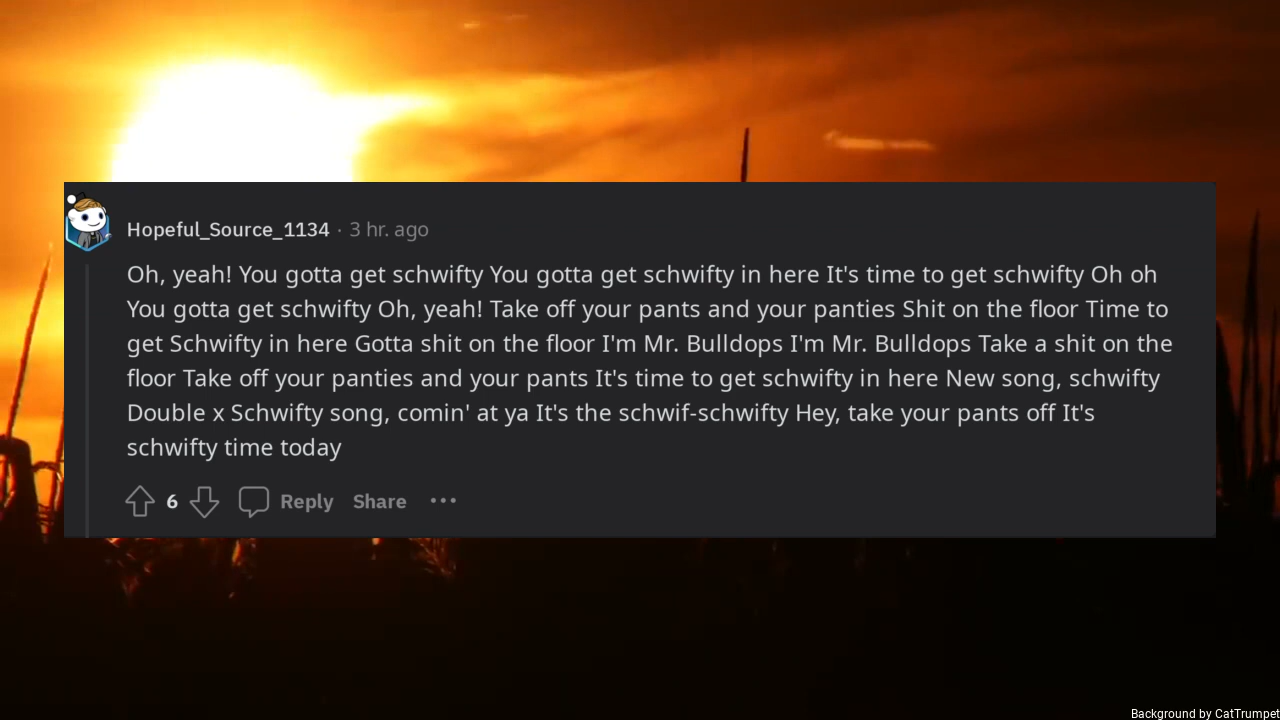 Hopeful_Source_1134 · 3 hr. ago
Oh, yeah! You gotta get schwifty You gotta get schwifty in here It's time to get schwifty Oh oh
You gotta get schwifty Oh, yeah! Take off your pants and your panties Shit on the floor Time to
get Schwifty in here Gotta shit on the floor I'm Mr. Bulldops I'm Mr. Bulldops Take a shit on the
floor Take off your panties and your pants It's time to get schwifty in here New song, schwifty
Double x Schwifty song, comin' at ya It's the schwif-schwifty Hey, take your pants off It's
schwifty time today
6 Reply Share ···
Background by CatTrumpet